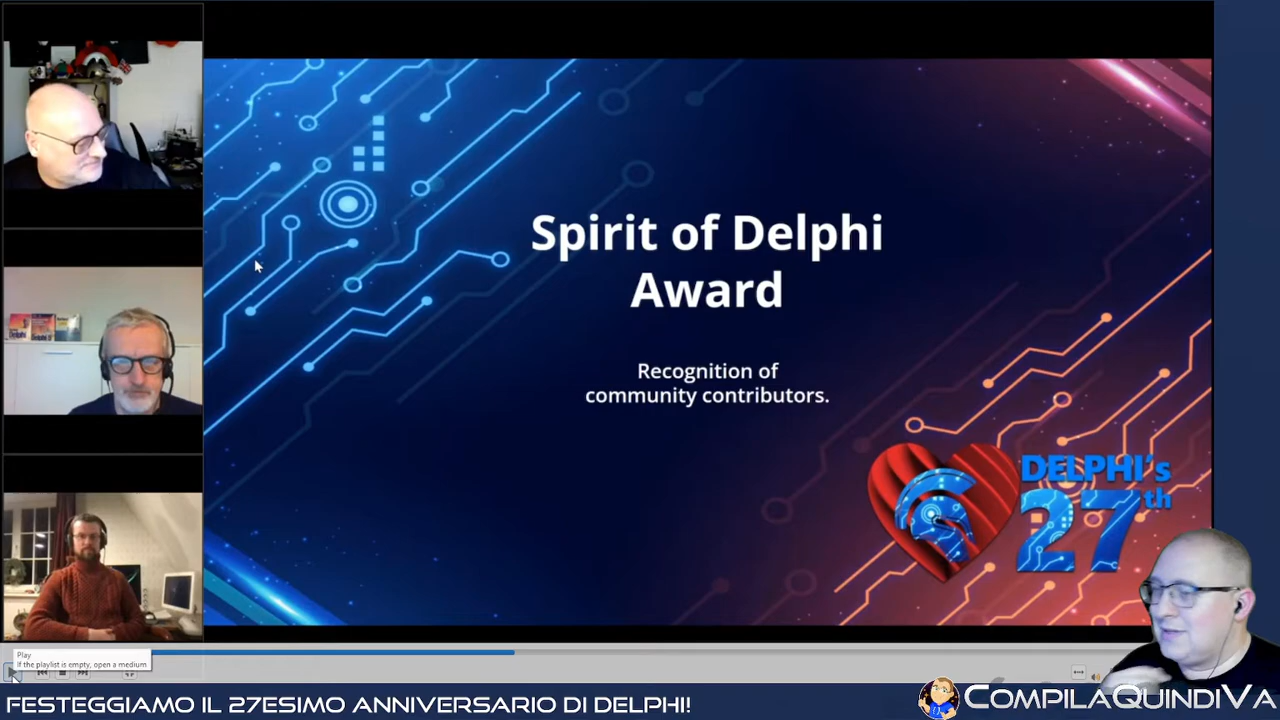 Spirit of Delphi
Award
Recognition of
community contributors.
DELPHI's
27th
Delphi
Play
If the playlist is empty, open a medium
FESTEGGIAMO IL 27ESIMO ANNIVERSARIO DI DELPHI!
COMPILAQUINDIVA